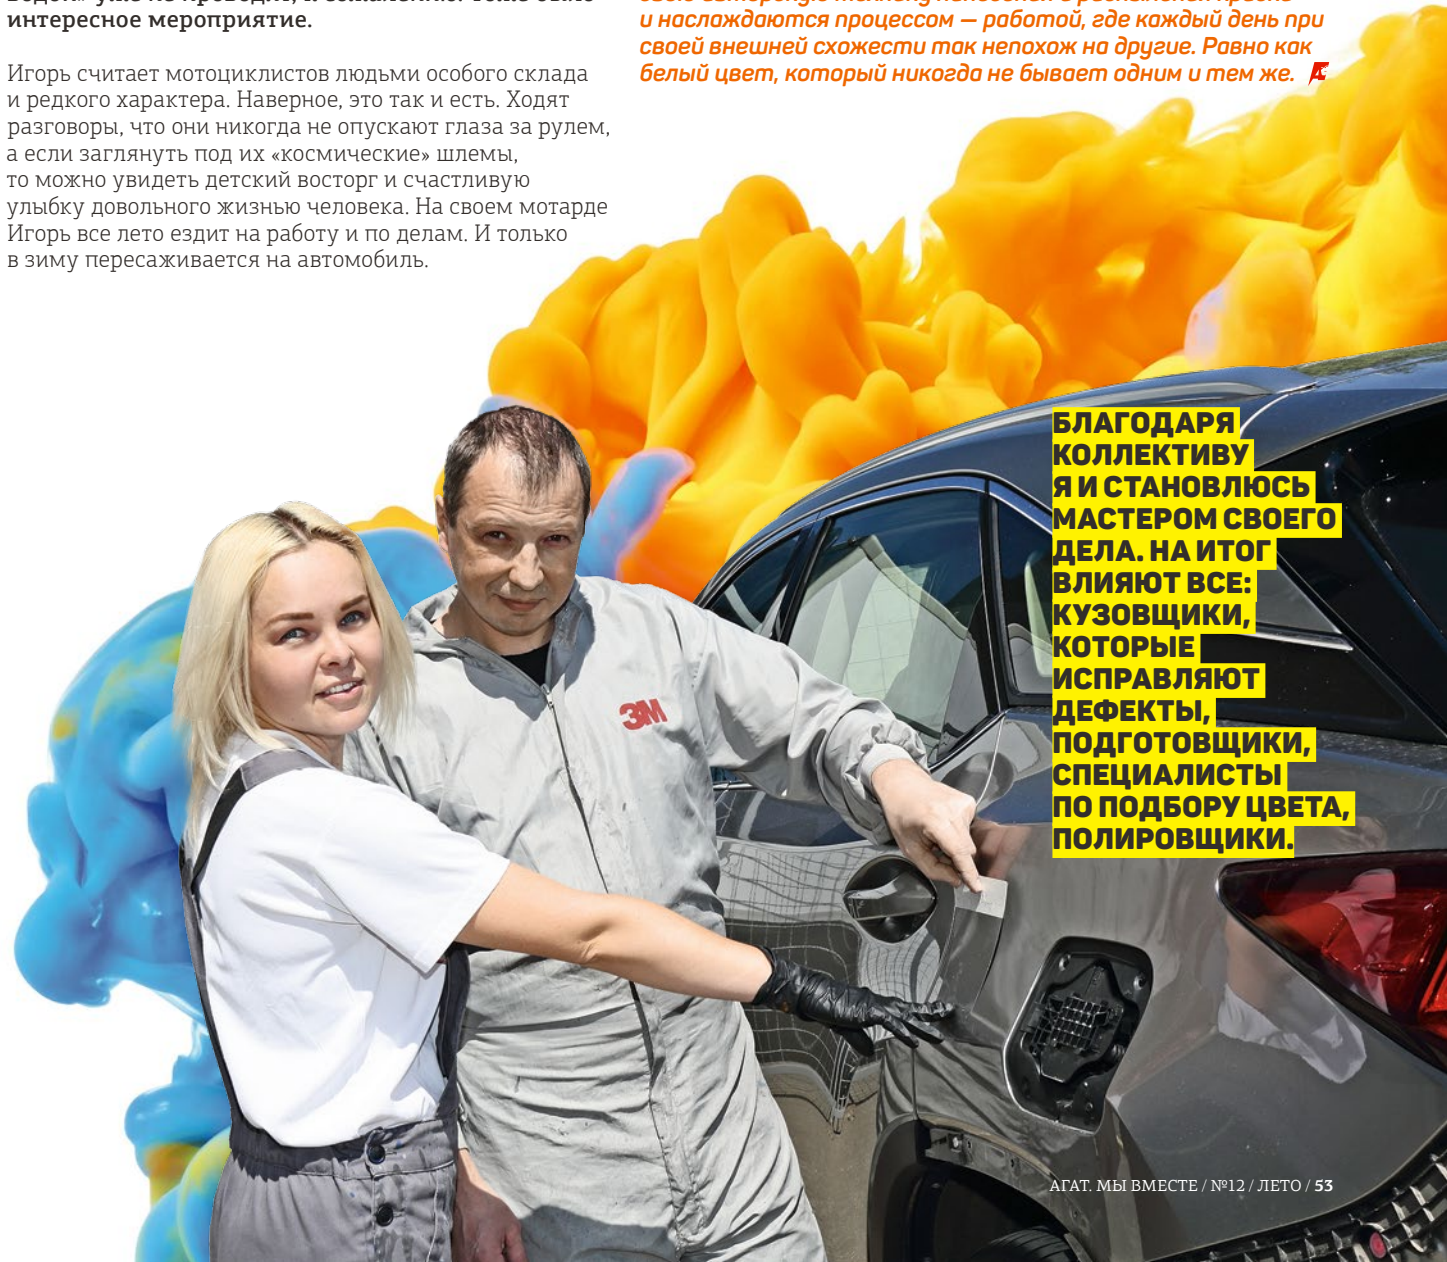 интересное мероприятие.
Игорь считает мотоциклистов людьми особого склада
и редкого характера. Наверное, это так и есть. Ходят
разговоры, что они никогда не опускают глаза за рулем,
а если заглянуть под их «космические» шлемы,
то можно увидеть детский восторг и счастливую
улыбку довольного жизнью человека. На своем мотарде
Игорь все лето ездит на работу и по делам. И только
в зиму пересаживается на автомобиль.
и наслаждаются процессом — работой, где каждый день при
своей внешней схожести так непохож на другие. Равно как
белый цвет, который никогда не бывает одним и тем же.
БЛАГОДАРЯ
КОЛЛЕКТИВУ
Я И СТАНОВЛЮСЬ
МАСТЕРОМ СВОЕГО
ДЕЛА. НА ИТОГ
ВЛИЯЮТ ВСЕ:
КУЗОВЩИКИ,
КОТОРЫЕ
ИСПРАВЛЯЮТ
ДЕФЕКТЫ,
ПОДГОТОВЩИКИ,
СПЕЦИАЛИСТЫ
ПО ПОДБОРУ ЦВЕТА,
ПОЛИРОВЩИКИ.
3M
АГАТ. МЫ ВМЕСТЕ / №12 / ЛЕТО / 53